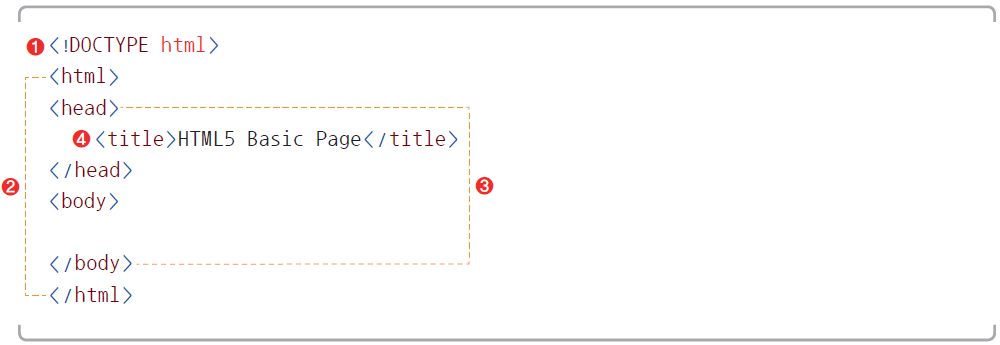 ❶ <!DOCTYPE html>
<html>
<head>
❹ <title>HTML5 Basic Page</title>
</head>
❷ ❸
<body>

</body>
</html>